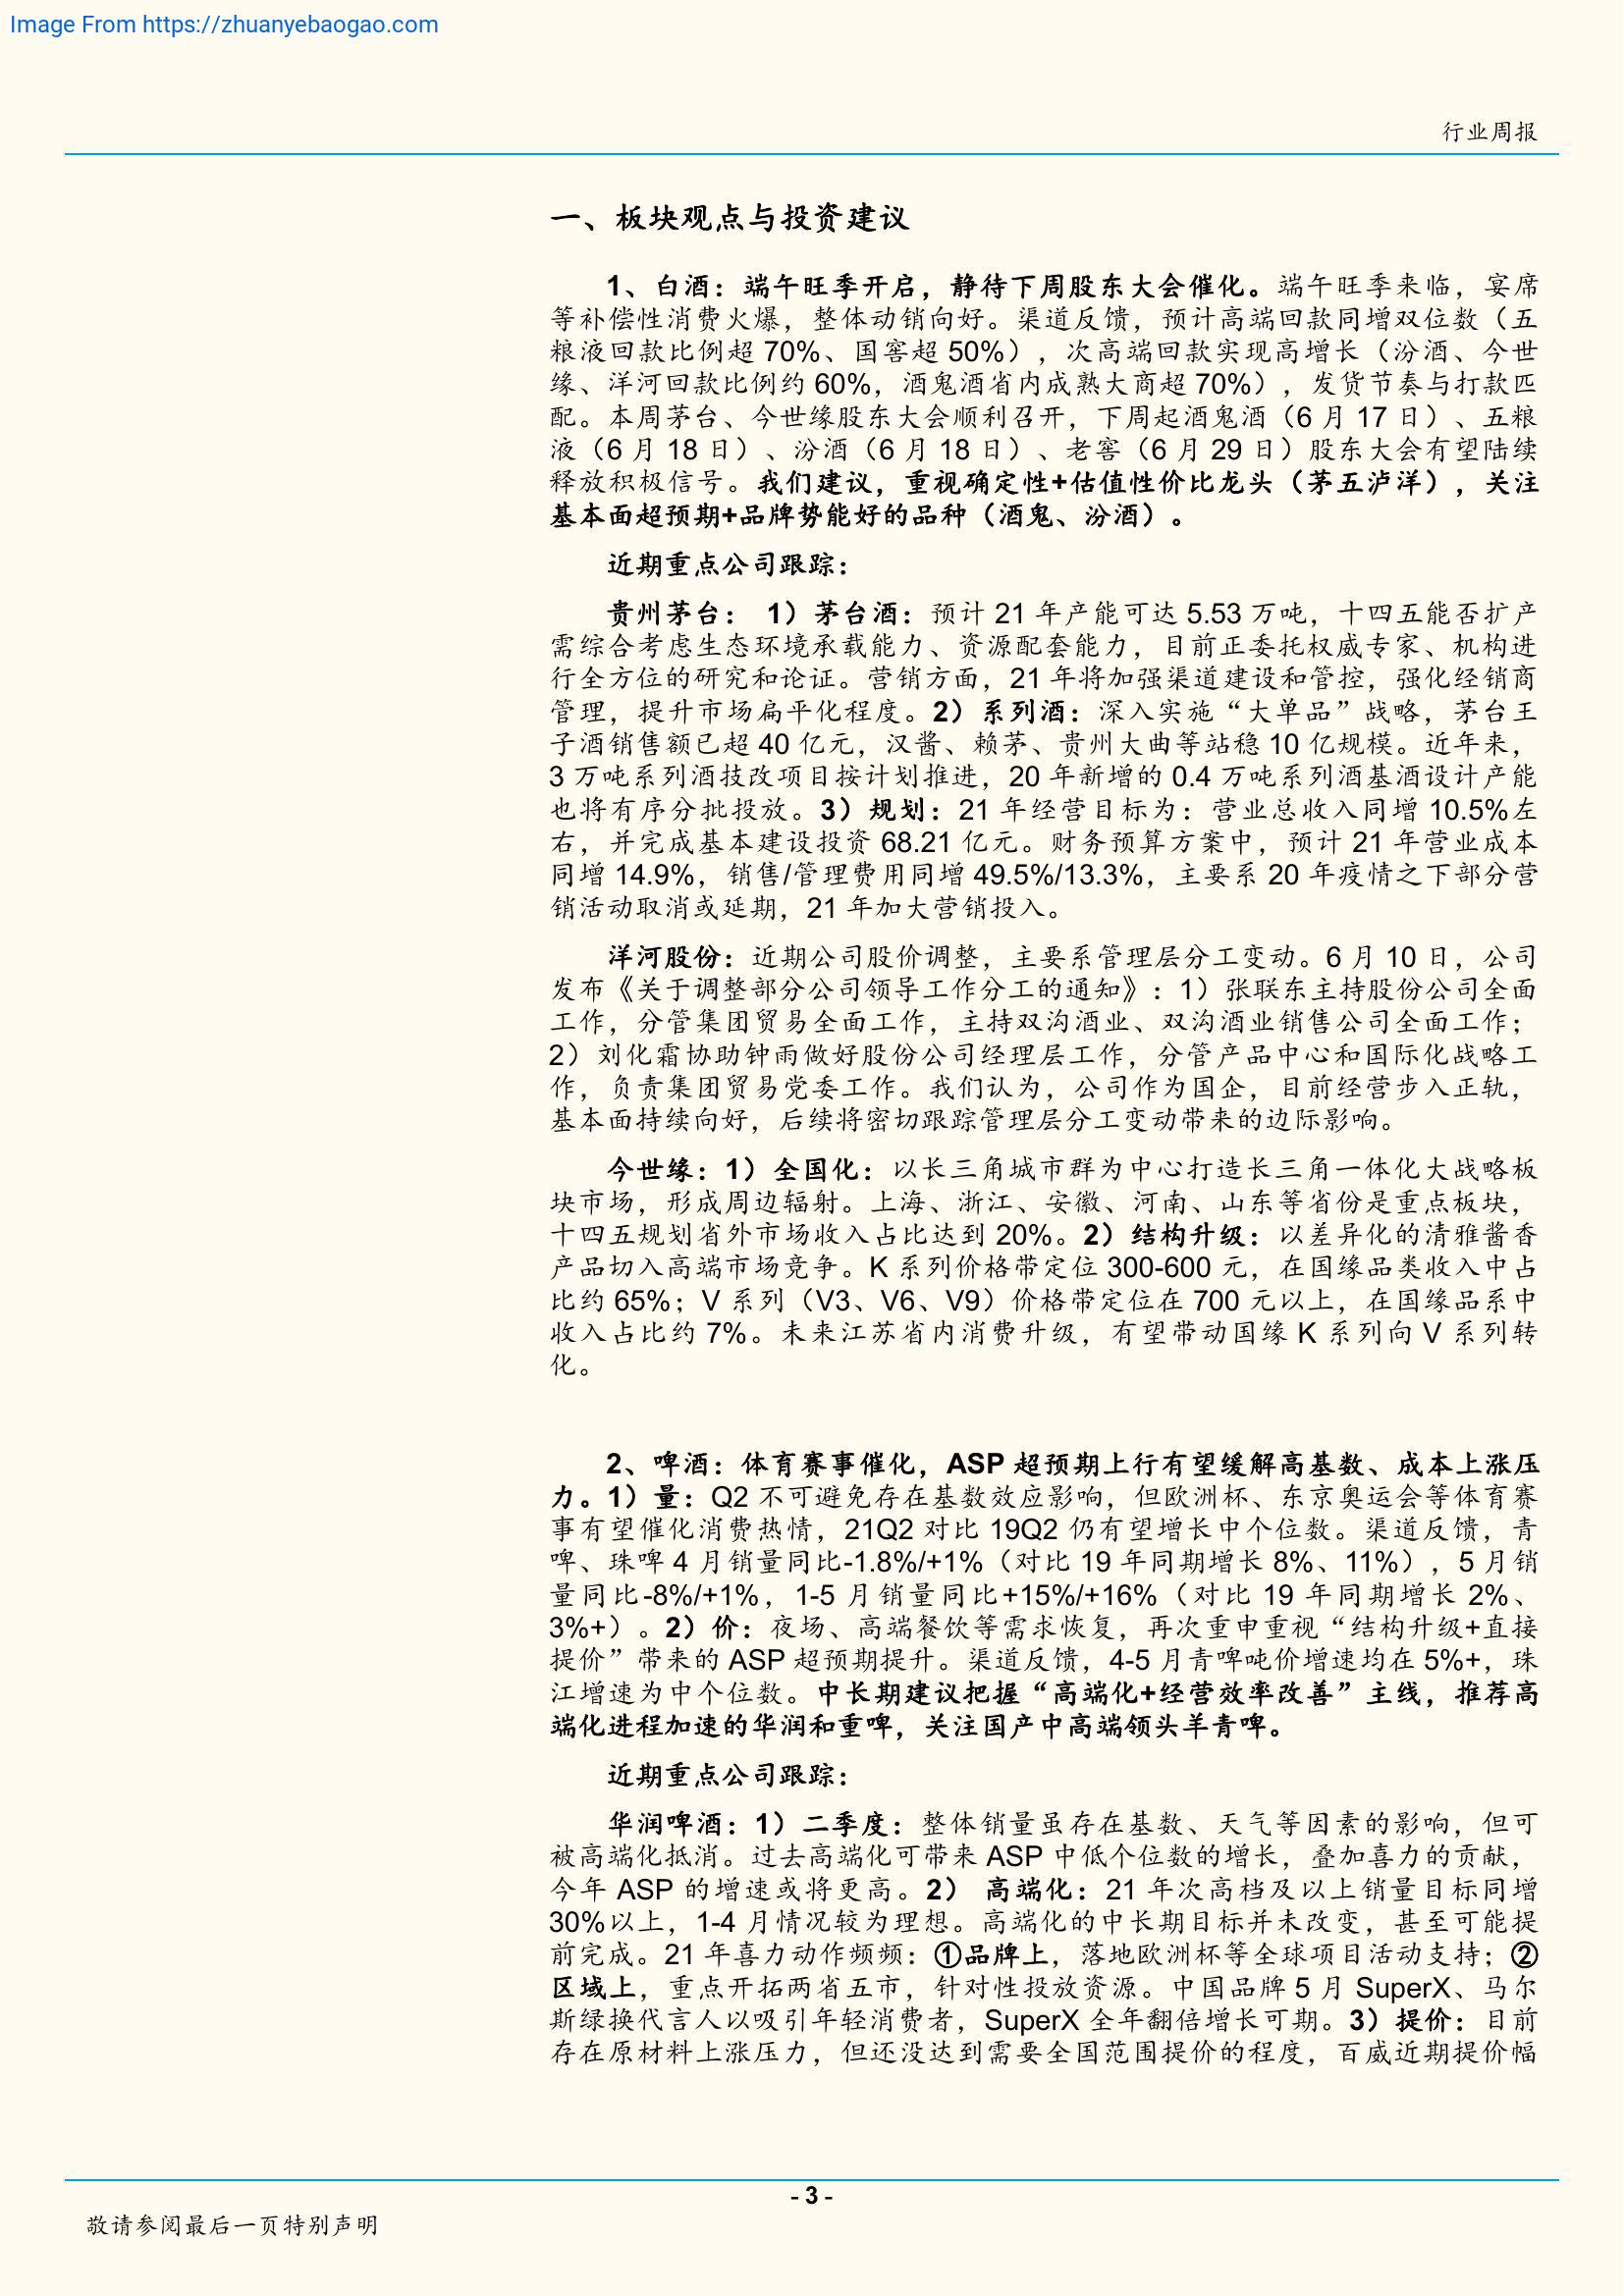 Image From https://zhuanyebaogao.com
行业周报
一、板块观点与投资建议
1、白酒：端午旺季开启，静待下周股东大会催化。端午旺季来临，宴席
等补偿性消费火爆，整体动销向好。渠道反馈，预计高端回款同增双位数（五
粮液回款比例超 70%、国窖超 50%），次高端回款实现高增长（汾酒、今世
缘、洋河回款比例约 60%，酒鬼酒省内成熟大商超 70%），发货节奏与打款匹
配。本周茅台、今世缘股东大会顺利召开，下周起酒鬼酒（6 月 17 日）、五粮
液（6 月 18 日）、汾酒（6 月 18 日）、老窖（6 月 29 日）股东大会有望陆续
释放积极信号。我们建议，重视确定性+估值性价比龙头（茅五泸洋），关注
基本面超预期+品牌势能好的品种（酒鬼、汾酒）。
近期重点公司跟踪：
贵州茅台： 1）茅台酒：预计 21 年产能可达 5.53 万吨，十四五能否扩产
需综合考虑生态环境承载能力、资源配套能力，目前正委托权威专家、机构进
行全方位的研究和论证。营销方面，21 年将加强渠道建设和管控，强化经销商
管理，提升市场扁平化程度。2）系列酒：深入实施“大单品”战略，茅台王
子酒销售额已超 40 亿元，汉酱、赖茅、贵州大曲等站稳 10 亿规模。近年来，
3 万吨系列酒技改项目按计划推进，20 年新增的 0.4 万吨系列酒基酒设计产能
也将有序分批投放。3）规划：21 年经营目标为：营业总收入同增 10.5%左
右，并完成基本建设投资 68.21 亿元。财务预算方案中，预计 21 年营业成本
同增 14.9%，销售/管理费用同增 49.5%/13.3%，主要系 20 年疫情之下部分营
销活动取消或延期，21 年加大营销投入。
洋河股份：近期公司股价调整，主要系管理层分工变动。6 月 10 日，公司
发布《关于调整部分公司领导工作分工的通知》：1）张联东主持股份公司全面
工作，分管集团贸易全面工作，主持双沟酒业、双沟酒业销售公司全面工作；
2）刘化霜协助钟雨做好股份公司经理层工作，分管产品中心和国际化战略工
作，负责集团贸易党委工作。我们认为，公司作为国企，目前经营步入正轨，
基本面持续向好，后续将密切跟踪管理层分工变动带来的边际影响。
今世缘：1）全国化：以长三角城市群为中心打造长三角一体化大战略板
块市场，形成周边辐射。上海、浙江、安徽、河南、山东等省份是重点板块，
十四五规划省外市场收入占比达到 20%。2）结构升级：以差异化的清雅酱香
产品切入高端市场竞争。K 系列价格带定位 300-600 元，在国缘品类收入中占
比约 65%；V 系列（V3、V6、V9）价格带定位在 700 元以上，在国缘品系中
收入占比约 7%。未来江苏省内消费升级，有望带动国缘 K 系列向 V 系列转
化。
2、啤酒：体育赛事催化，ASP 超预期上行有望缓解高基数、成本上涨压
力。1）量：Q2 不可避免存在基数效应影响，但欧洲杯、东京奥运会等体育赛
事有望催化消费热情，21Q2 对比 19Q2 仍有望增长中个位数。渠道反馈，青
啤、珠啤 4 月销量同比-1.8%/+1%（对比 19 年同期增长 8%、11%），5 月销
量同比-8%/+1%，1-5 月销量同比+15%/+16%（对比 19 年同期增长 2%、
3%+）。2）价：夜场、高端餐饮等需求恢复，再次重申重视“结构升级+直接
提价”带来的 ASP 超预期提升。渠道反馈，4-5 月青啤吨价增速均在 5%+，珠
江增速为中个位数。中长期建议把握“高端化+经营效率改善”主线，推荐高
端化进程加速的华润和重啤，关注国产中高端领头羊青啤。
近期重点公司跟踪：
华润啤酒：1）二季度：整体销量虽存在基数、天气等因素的影响，但可
被高端化抵消。过去高端化可带来 ASP 中低个位数的增长，叠加喜力的贡献，
今年 ASP 的增速或将更高。2） 高端化：21 年次高档及以上销量目标同增
30%以上，1-4 月情况较为理想。高端化的中长期目标并未改变，甚至可能提
前完成。21 年喜力动作频频：①品牌上，落地欧洲杯等全球项目活动支持；②
区域上，重点开拓两省五市，针对性投放资源。中国品牌 5 月 SuperX、马尔
斯绿换代言人以吸引年轻消费者，SuperX 全年翻倍增长可期。3）提价：目前
存在原材料上涨压力，但还没达到需要全国范围提价的程度，百威近期提价幅
- 3 -
敬请参阅最后一页特别声明